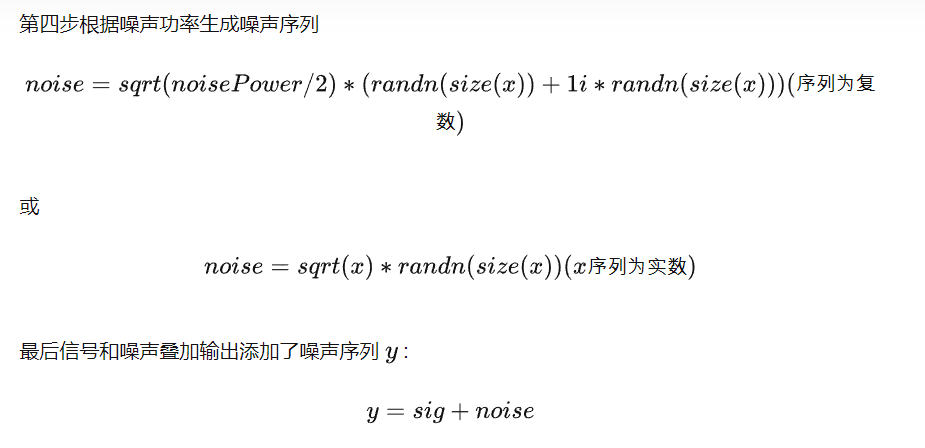 第四步根据噪声功率生成噪声序列
noise = sqrt(noisePower/2) * (randn(size(x)) + 1i * randn(size(x)))(序列为复
数)
或
noise = sqrt(x) * randn(size(x))(x序列为实数)
最后信号和噪声叠加输出添加了噪声序列 y :
y = sig + noise